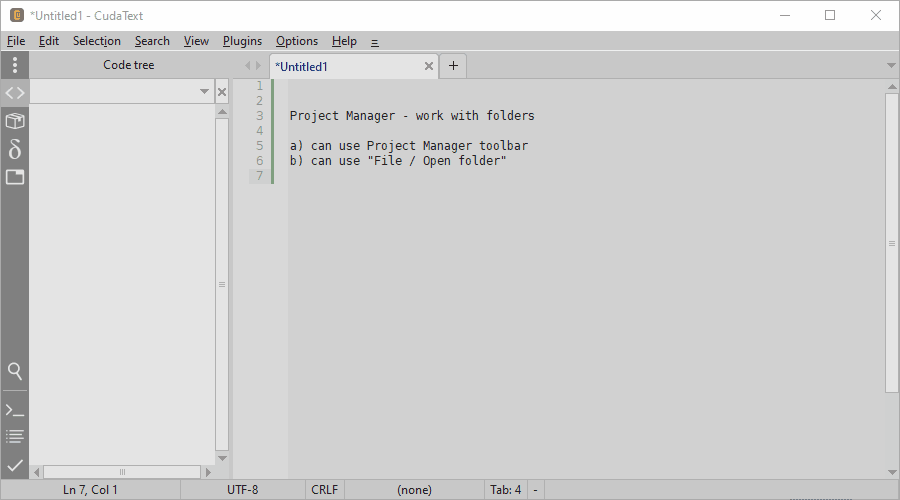 *Untitled1 - CudaText
File Edit Selection Search View Plugins Options Help
Code tree
*Untitled1
1
2
3 Project Manager - work with folders
4
5 a) can use Project Manager toolbar
6 b) can use "File / Open folder"
7
Ln 7, Col 1 UTF-8 CRLF (none) Tab: 4 -